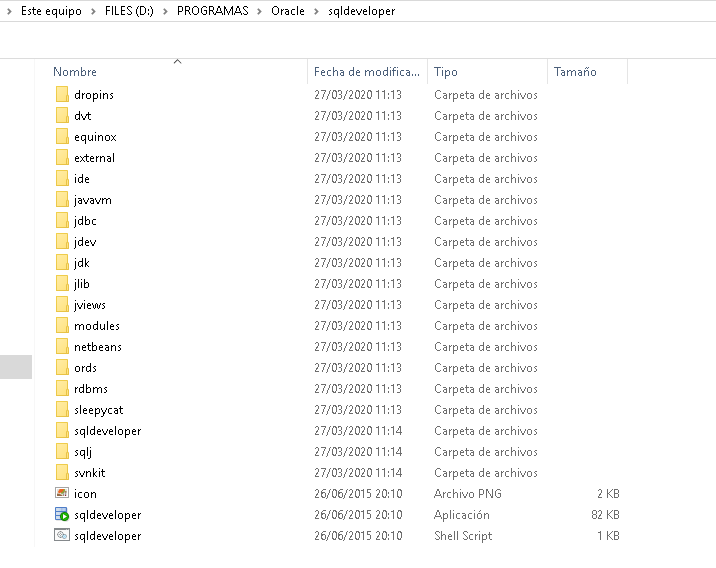 Este equipo > FILES (D:) > PROGRAMAS > Oracle > sqldeveloper
Nombre Fecha de modifica... Tipo Tamaño
dropins 27/03/2020 11:13 Carpeta de archivos
dvt 27/03/2020 11:13 Carpeta de archivos
equinox 27/03/2020 11:13 Carpeta de archivos
external 27/03/2020 11:13 Carpeta de archivos
ide 27/03/2020 11:13 Carpeta de archivos
javavm 27/03/2020 11:13 Carpeta de archivos
jdbc 27/03/2020 11:13 Carpeta de archivos
jdev 27/03/2020 11:13 Carpeta de archivos
jdk 27/03/2020 11:13 Carpeta de archivos
jlib 27/03/2020 11:13 Carpeta de archivos
jviews 27/03/2020 11:13 Carpeta de archivos
modules 27/03/2020 11:13 Carpeta de archivos
netbeans 27/03/2020 11:13 Carpeta de archivos
ords 27/03/2020 11:13 Carpeta de archivos
rdbms 27/03/2020 11:13 Carpeta de archivos
sleepycat 27/03/2020 11:13 Carpeta de archivos
sqldeveloper 27/03/2020 11:14 Carpeta de archivos
sqlj 27/03/2020 11:14 Carpeta de archivos
svnkit 27/03/2020 11:14 Carpeta de archivos
icon 26/06/2015 20:10 Archivo PNG 2 KB
sqldeveloper 26/06/2015 20:10 Aplicación 82 KB
sqldeveloper 26/06/2015 20:10 Shell Script 1 KB